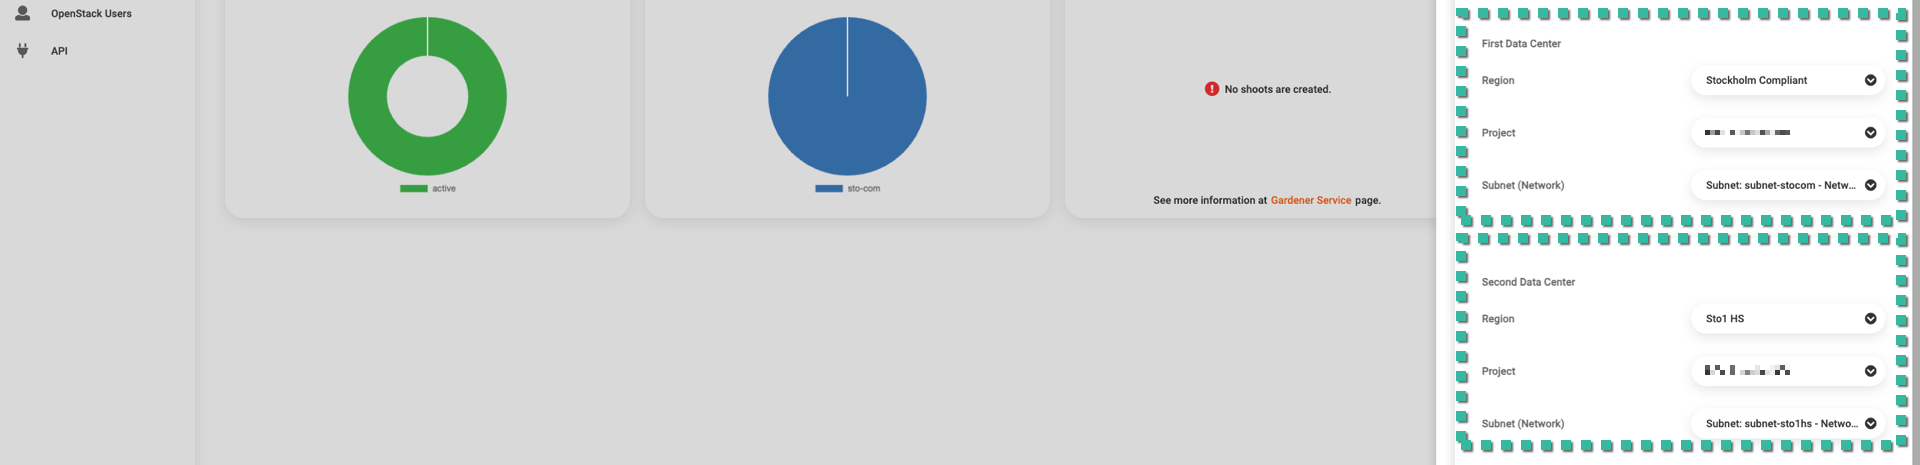 OpenStack Users
API
active
sto-com
No shoots are created.
See more information at Gardener Service page.
First Data Center
Region
Stockholm Compliant
Project
Subnet (Network)
Subnet: subnet-stocom - Netw...
Second Data Center
Region
Sto1 HS
Project
Subnet (Network)
Subnet: subnet-sto1hs - Netwo...